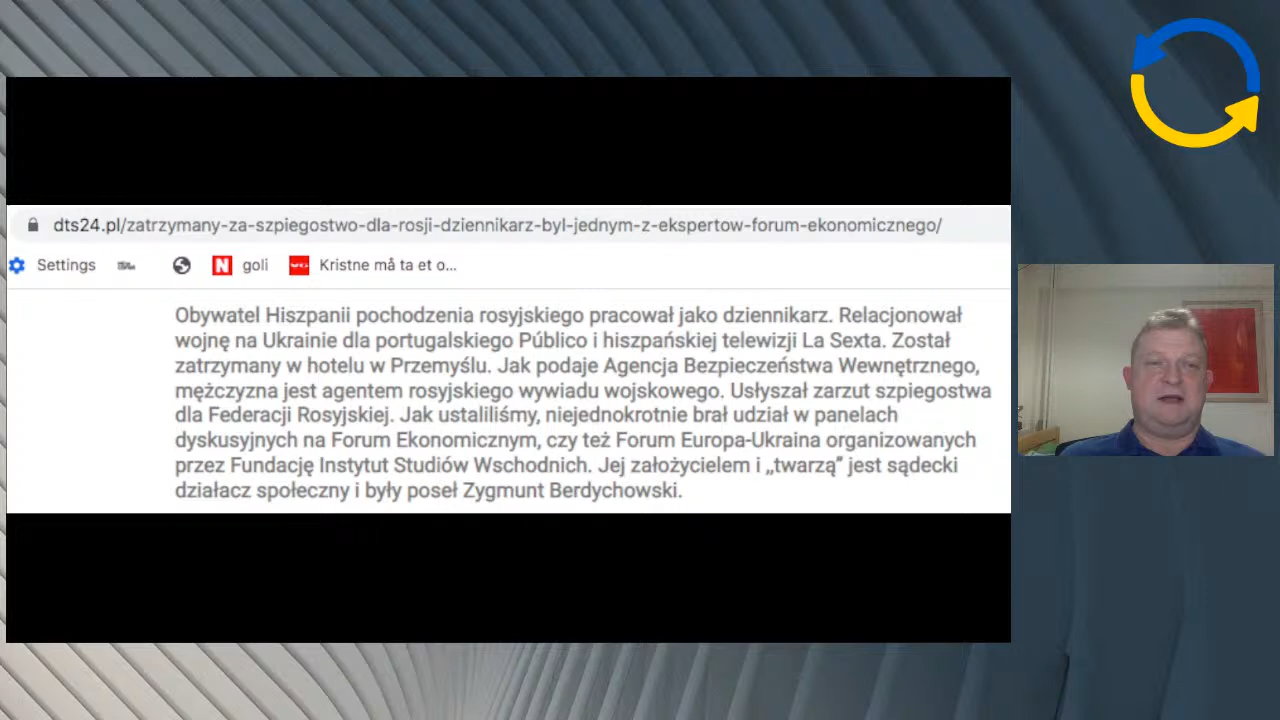 dts24.pl/zatrzymany-za-szpiegostwo-dla-rosji-dziennikarz-byl-jednym-z-ekspertow-forum-ekonomicznego/
Settings
N goli
VG Kristne må ta et o...
Obywatel Hiszpanii pochodzenia rosyjskiego pracował jako dziennikarz. Relacjonował
wojnę na Ukrainie dla portugalskiego Público i hiszpańskiej telewizji La Sexta. Został
zatrzymany w hotelu w Przemyślu. Jak podaje Agencja Bezpieczeństwa Wewnętrznego,
mężczyzna jest agentem rosyjskiego wywiadu wojskowego. Usłyszał zarzut szpiegostwa
dla Federacji Rosyjskiej. Jak ustaliliśmy, niejednokrotnie brał udział w panelach
dyskusyjnych na Forum Ekonomicznym, czy też Forum Europa-Ukraina organizowanych
przez Fundację Instytut Studiów Wschodnich. Jej założycielem i „twarzą” jest sądecki
działacz społeczny i były poseł Zygmunt Berdychowski.